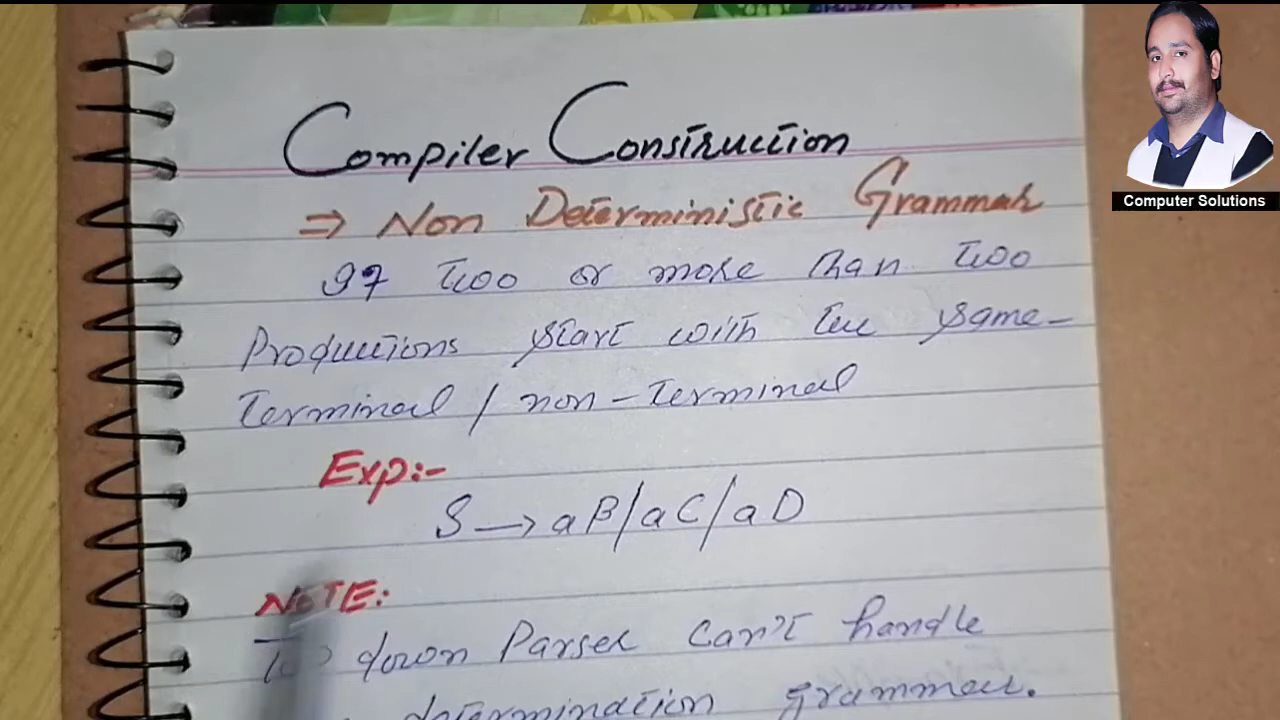 Compiler Construction
Computer Solutions
⇒ Non Deterministic Grammar
If two or more than two
Productions start with the same
Terminal / non-Terminal
Exp:-
S → aB/aC/aD
NOTE:
down Parser Can't handle
determination grammar.